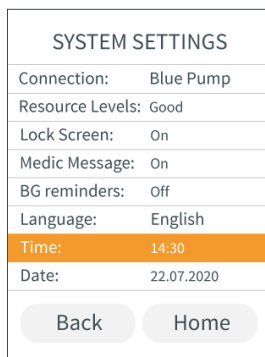 SYSTEM SETTINGS
Connection: Blue Pump
Resource Levels: Good
Lock Screen: On
Medic Message: On
BG reminders: Off
Language: English
Time: 14:30
Date: 22.07.2020
Back Home